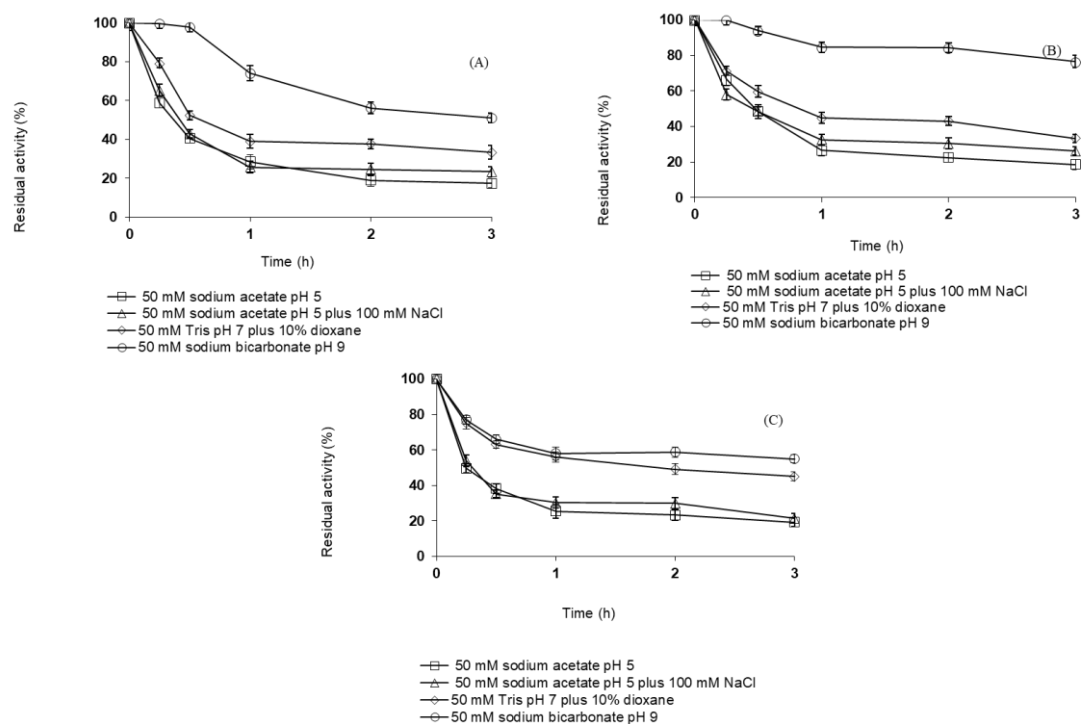 (A)
Residual activity (%)
100
80
60
40
20
0
0 1 2 3
Time (h)
50 mM sodium acetate pH 5
50 mM sodium acetate pH 5 plus 100 mM NaCl
50 mM Tris pH 7 plus 10% dioxane
50 mM sodium bicarbonate pH 9
(B)
Residual activity (%)
100
80
60
40
20
0
0 1 2 3
Time (h)
50 mM sodium acetate pH 5
50 mM sodium acetate pH 5 plus 100 mM NaCl
50 mM Tris pH 7 plus 10% dioxane
50 mM sodium bicarbonate pH 9
(C)
Residual activity (%)
100
80
60
40
20
0
0 1 2 3
Time (h)
50 mM sodium acetate pH 5
50 mM sodium acetate pH 5 plus 100 mM NaCl
50 mM Tris pH 7 plus 10% dioxane
50 mM sodium bicarbonate pH 9